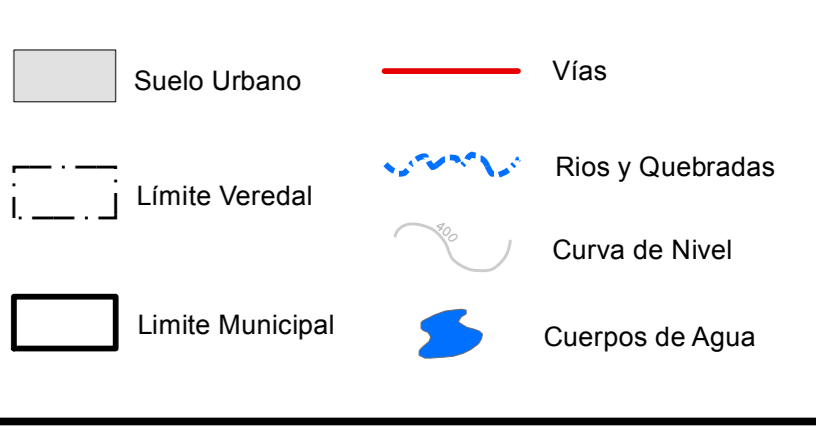 Suelo Urbano
Vías
Límite Veredal
Rios y Quebradas
400
Curva de Nivel
Limite Municipal
Cuerpos de Agua